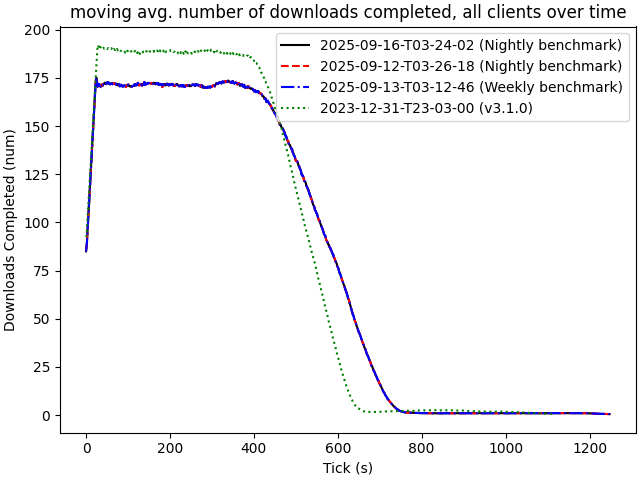 moving avg. number of downloads completed, all clients over time
Downloads Completed (num)
200
175
150
125
100
75
50
25
0
2025-09-16-T03-24-02 (Nightly benchmark)
2025-09-12-T03-26-18 (Nightly benchmark)
2025-09-13-T03-12-46 (Weekly benchmark)
2023-12-31-T23-03-00 (v3.1.0)
0 200 400 600 800 1000 1200
Tick (s)